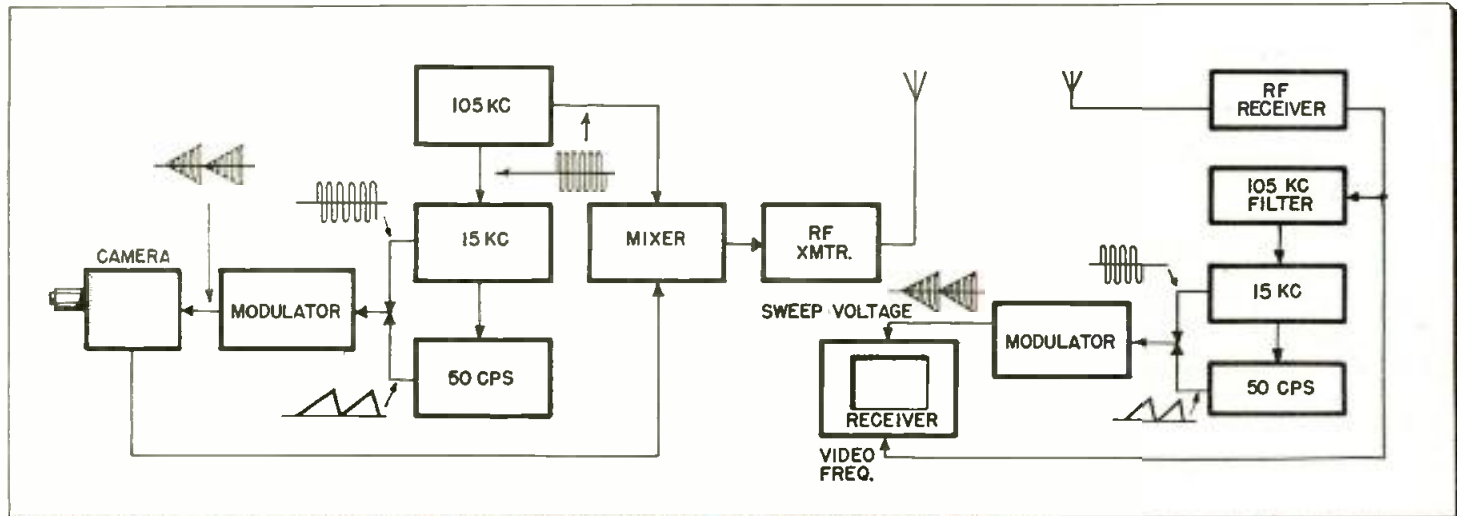 105 KC
15 KC
50 CPS
CAMERA
MODULATOR
MIXER
RF
XMTR.
RF
RECEIVER
105 KC
FILTER
15 KC
50 CPS
MODULATOR
SWEEP VOLTAGE
RECEIVER
VIDEO
FREQ.